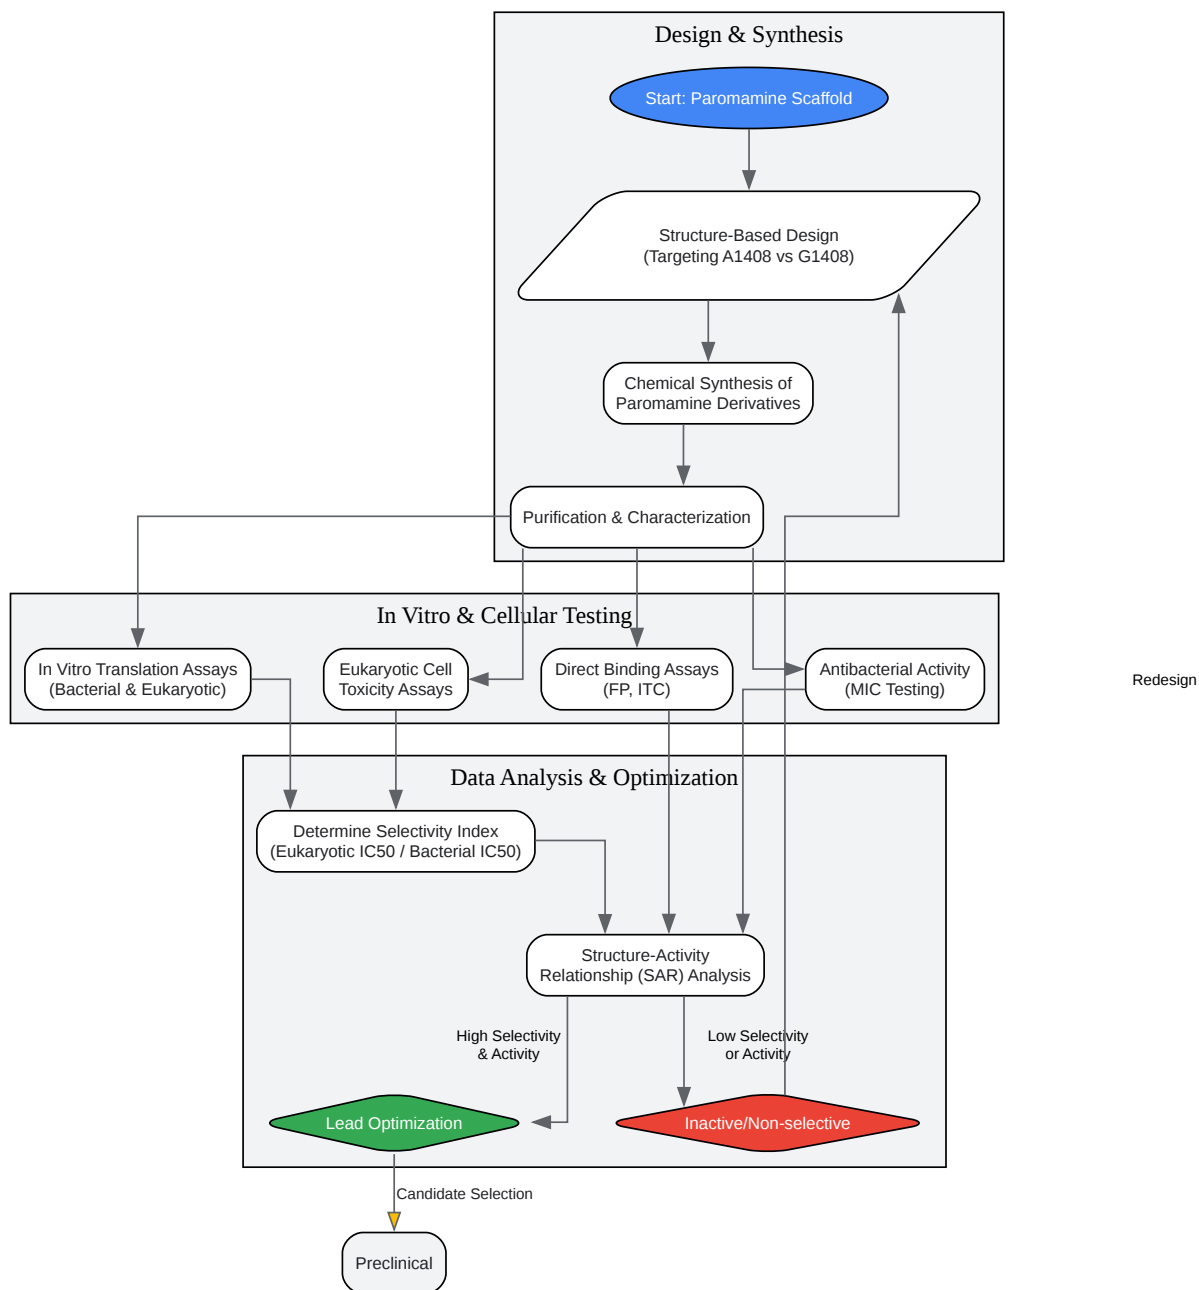 Design & Synthesis
Start: Paromamine Scaffold
Structure-Based Design
(Targeting A1408 vs G1408)
Chemical Synthesis of
Paromamine Derivatives
Purification & Characterization
In Vitro & Cellular Testing
In Vitro Translation Assays
(Bacterial & Eukaryotic)
Eukaryotic Cell
Toxicity Assays
Direct Binding Assays
(FP, ITC)
Antibacterial Activity
(MIC Testing)
Redesign
Data Analysis & Optimization
Determine Selectivity Index
(Eukaryotic IC50 / Bacterial IC50)
Structure-Activity
Relationship (SAR) Analysis
High Selectivity
& Activity
Low Selectivity
or Activity
Lead Optimization
Inactive/Non-selective
Candidate Selection
Preclinical